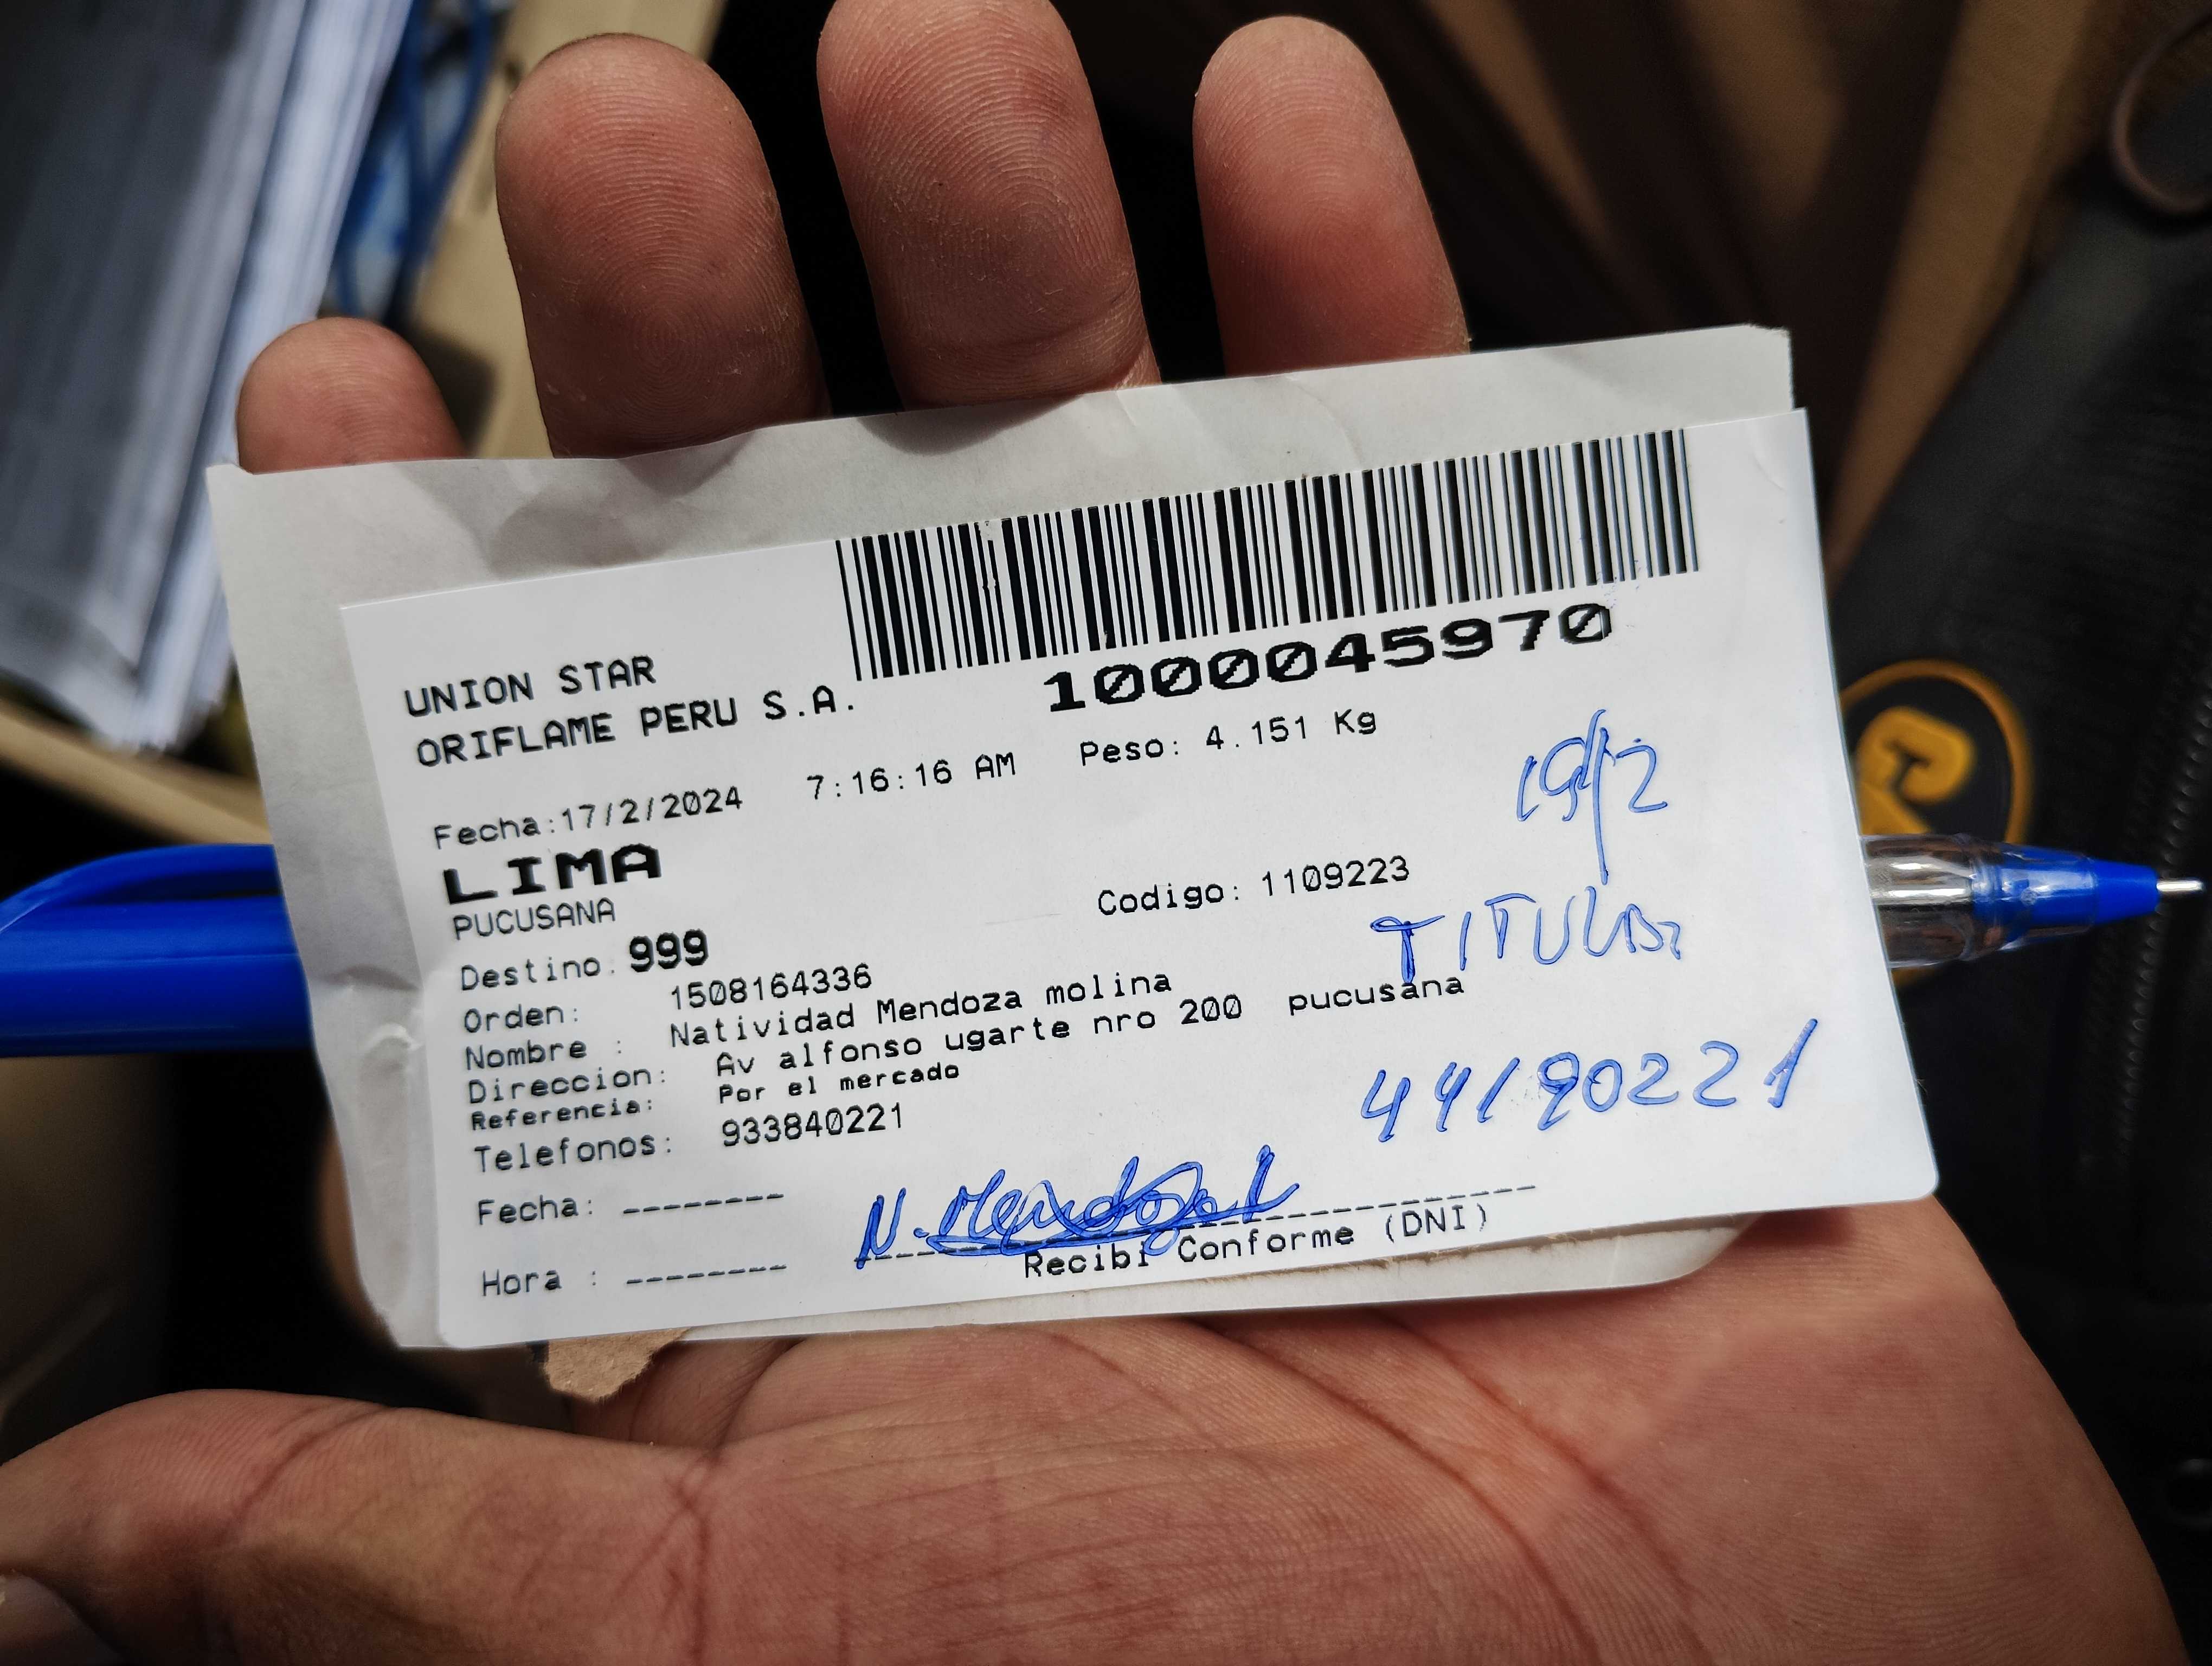 UNION STAR
ORIFLAME PERU S.A.
1000045970
Fecha:17/2/2024 7:16:16 AM Peso: 4.151 Kg
19/2
LIMA
PUCUSANA
Codigo: 1109223
TITULAR
Destino: 999
Orden: 1508164336
Nombre : Natividad Mendoza molina
Direccion: Av alfonso ugarte nro 200 pucusana
Referencia: Por el mercado
Telefonos: 933840221
Fecha: --------
N. Mendoza
Recibi Conforme (DNI)
Hora : --------